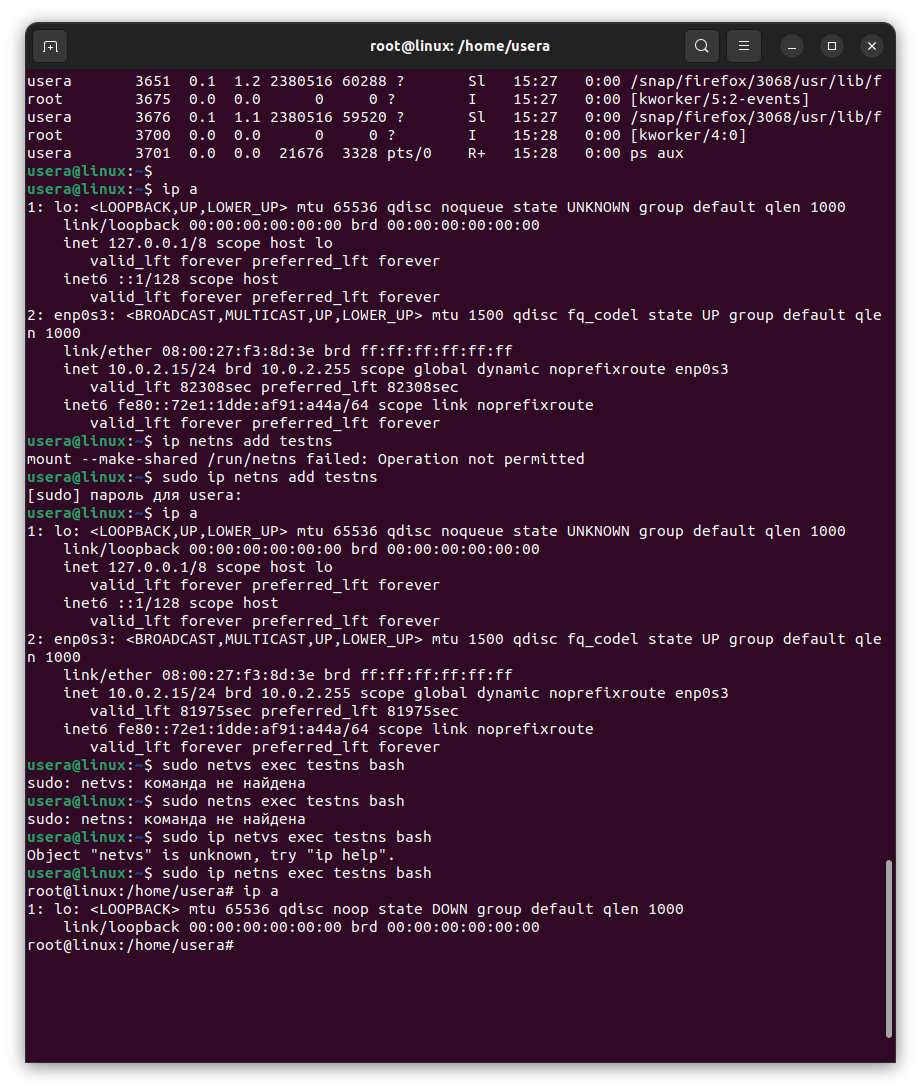 root@linux: /home/usera
usera       3651  0.1  1.2 2380516 60288 ?       Sl   15:27   0:00 /snap/firefox/3068/usr/lib/f
root        3675  0.0  0.0      0     0 ?        I    15:27   0:00 [kworker/5:2-events]
usera       3676  0.1  1.1 2380516 59520 ?       Sl   15:27   0:00 /snap/firefox/3068/usr/lib/f
root        3700  0.0  0.0      0     0 ?        I    15:28   0:00 [kworker/4:0]
usera       3701  0.0  0.0  21676  3328 pts/0    R+   15:28   0:00 ps aux
usera@linux:~$
usera@linux:~$ ip a
1: lo: <LOOPBACK,UP,LOWER_UP> mtu 65536 qdisc noqueue state UNKNOWN group default qlen 1000
    link/loopback 00:00:00:00:00:00 brd 00:00:00:00:00:00
    inet 127.0.0.1/8 scope host lo
       valid_lft forever preferred_lft forever
    inet6 ::1/128 scope host
       valid_lft forever preferred_lft forever
2: enp0s3: <BROADCAST,MULTICAST,UP,LOWER_UP> mtu 1500 qdisc fq_codel state UP group default qle
n 1000
    link/ether 08:00:27:f3:8d:3e brd ff:ff:ff:ff:ff:ff
    inet 10.0.2.15/24 brd 10.0.2.255 scope global dynamic noprefixroute enp0s3
       valid_lft 82308sec preferred_lft 82308sec
    inet6 fe80::72e1:1dde:af91:a44a/64 scope link noprefixroute
       valid_lft forever preferred_lft forever
usera@linux:~$ ip netns add testns
mount --make-shared /run/netns failed: Operation not permitted
usera@linux:~$ sudo ip netns add testns
[sudo] пароль для usera:
usera@linux:~$ ip a
1: lo: <LOOPBACK,UP,LOWER_UP> mtu 65536 qdisc noqueue state UNKNOWN group default qlen 1000
    link/loopback 00:00:00:00:00:00 brd 00:00:00:00:00:00
    inet 127.0.0.1/8 scope host lo
       valid_lft forever preferred_lft forever
    inet6 ::1/128 scope host
       valid_lft forever preferred_lft forever
2: enp0s3: <BROADCAST,MULTICAST,UP,LOWER_UP> mtu 1500 qdisc fq_codel state UP group default qle
n 1000
    link/ether 08:00:27:f3:8d:3e brd ff:ff:ff:ff:ff:ff
    inet 10.0.2.15/24 brd 10.0.2.255 scope global dynamic noprefixroute enp0s3
       valid_lft 81975sec preferred_lft 81975sec
    inet6 fe80::72e1:1dde:af91:a44a/64 scope link noprefixroute
       valid_lft forever preferred_lft forever
usera@linux:~$ sudo netvs exec testns bash
sudo: netvs: команда не найдена
usera@linux:~$ sudo netns exec testns bash
sudo: netns: команда не найдена
usera@linux:~$ sudo ip netvs exec testns bash
Object "netvs" is unknown, try "ip help".
usera@linux:~$ sudo ip netns exec testns bash
root@linux:/home/usera# ip a
1: lo: <LOOPBACK> mtu 65536 qdisc noop state DOWN group default qlen 1000
    link/loopback 00:00:00:00:00:00 brd 00:00:00:00:00:00
root@linux:/home/usera#